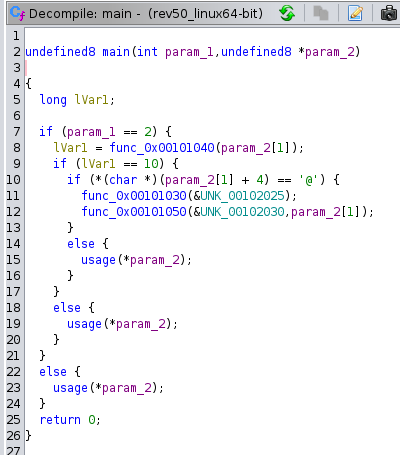 Decompile: main - (rev50_linux64-bit)
1
2 undefined8 main(int param_1,undefined8 *param_2)
3
4 {
5 long lVar1;
6
7 if (param_1 == 2) {
8 lVar1 = func_0x00101040(param_2[1]);
9 if (lVar1 == 10) {
10 if (*(char *)(param_2[1] + 4) == '@') {
11 func_0x00101030(&UNK_00102025);
12 func_0x00101050(&UNK_00102030,param_2[1]);
13 }
14 else {
15 usage(*param_2);
16 }
17 }
18 else {
19 usage(*param_2);
20 }
21 }
22 else {
23 usage(*param_2);
24 }
25 return 0;
26 }
27